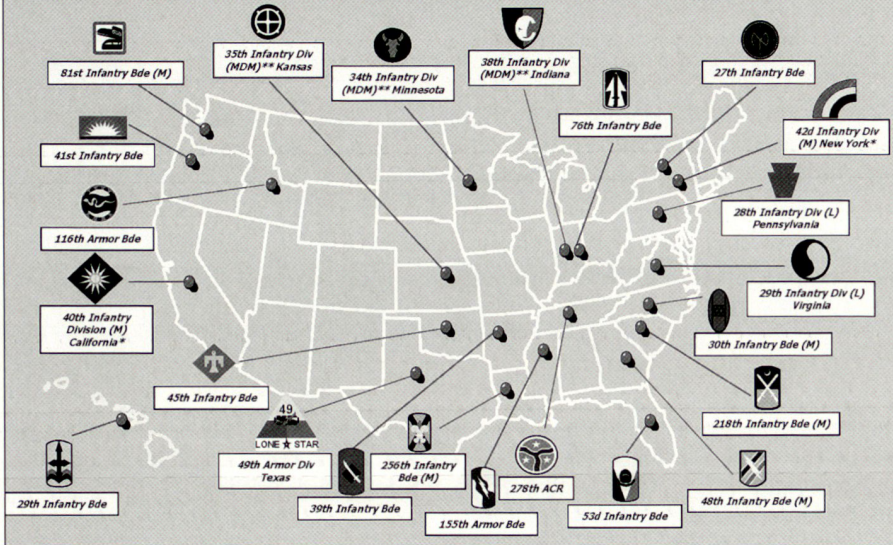 81st Infantry Bde (M)
35th Infantry Div
(MDM)** Kansas
34th Infantry Div
(MDM)** Minnesota
38th Infantry Div
(MDM)** Indiana
27th Infantry Bde
76th Infantry Bde
42d Infantry Div
(M) New York*
41st Infantry Bde
28th Infantry Div (L)
Pennsylvania
116th Armor Bde
29th Infantry Div (L)
Virginia
40th Infantry
Division (M)
California*
30th Infantry Bde (M)
45th Infantry Bde
49
LONE STAR
218th Infantry Bde (M)
49th Armor Div
Texas
256th Infantry
Bde (M)
278th ACR
48th Infantry Bde (M)
29th Infantry Bde
39th Infantry Bde
155th Armor Bde
53d Infantry Bde